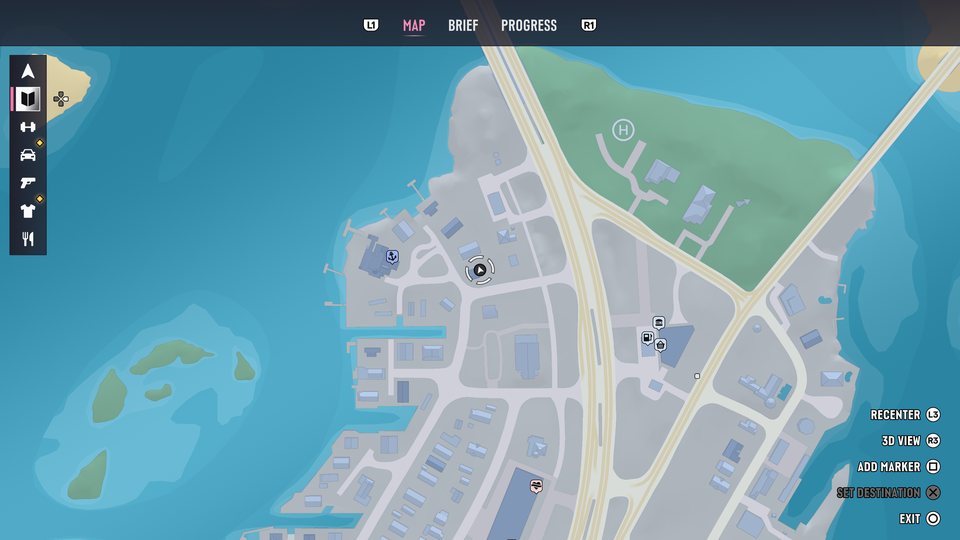 L1 MAP BRIEF PROGRESS R1
H
RECENTER L3
3D VIEW R3
ADD MARKER
SET DESTINATION
EXIT